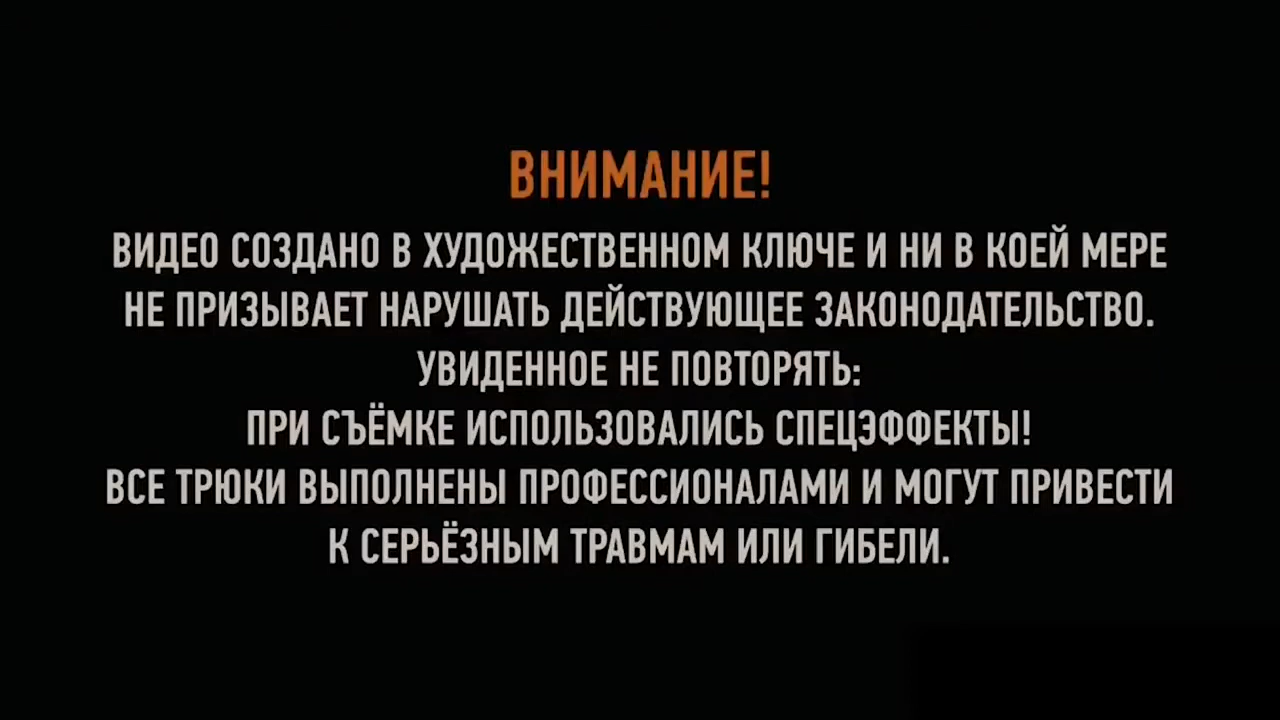 ВНИМАНИЕ!
ВИДЕО СОЗДАНО В ХУДОЖЕСТВЕННОМ КЛЮЧЕ И НИ В КОЕЙ МЕРЕ
НЕ ПРИЗЫВАЕТ НАРУШАТЬ ДЕЙСТВУЮЩЕЕ ЗАКОНОДАТЕЛЬСТВО.
УВИДЕННОЕ НЕ ПОВТОРЯТЬ:
ПРИ СЪЁМКЕ ИСПОЛЬЗОВАЛИСЬ СПЕЦЭФФЕКТЫ!
ВСЕ ТРЮКИ ВЫПОЛНЕНЫ ПРОФЕССИОНАЛАМИ И МОГУТ ПРИВЕСТИ
К СЕРЬЁЗНЫМ ТРАВМАМ ИЛИ ГИБЕЛИ.